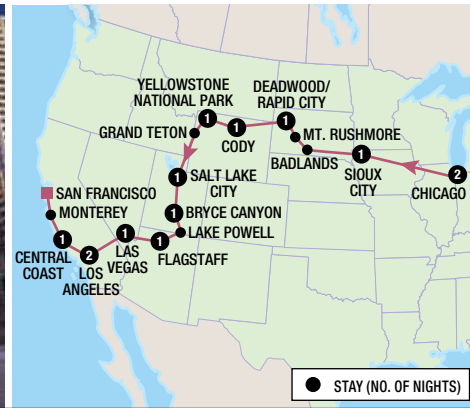 YELLOWSTONE
NATIONAL PARK
DEADWOOD/
RAPID CITY
1
1
1
GRAND TETON
CODY
MT. RUSHMORE
BADLANDS
1
SIOUX
CITY
2
CHICAGO
1
SALT LAKE
CITY
SAN FRANCISCO
MONTEREY
1
BRYCE CANYON
LAKE POWELL
1
CENTRAL
COAST
2
LOS
ANGELES
1
LAS
VEGAS
1
FLAGSTAFF
STAY (NO. OF NIGHTS)